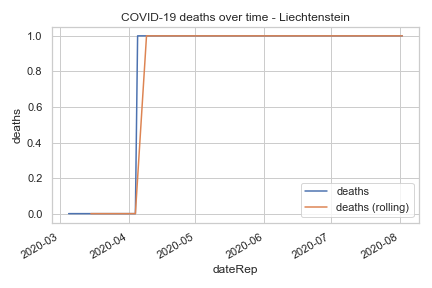 COVID-19 deaths over time - Liechtenstein
deaths
1.0
0.8
0.6
0.4
0.2
0.0
deaths
deaths (rolling)
2020-03
2020-04
2020-05
2020-06
2020-07
2020-08
dateRep